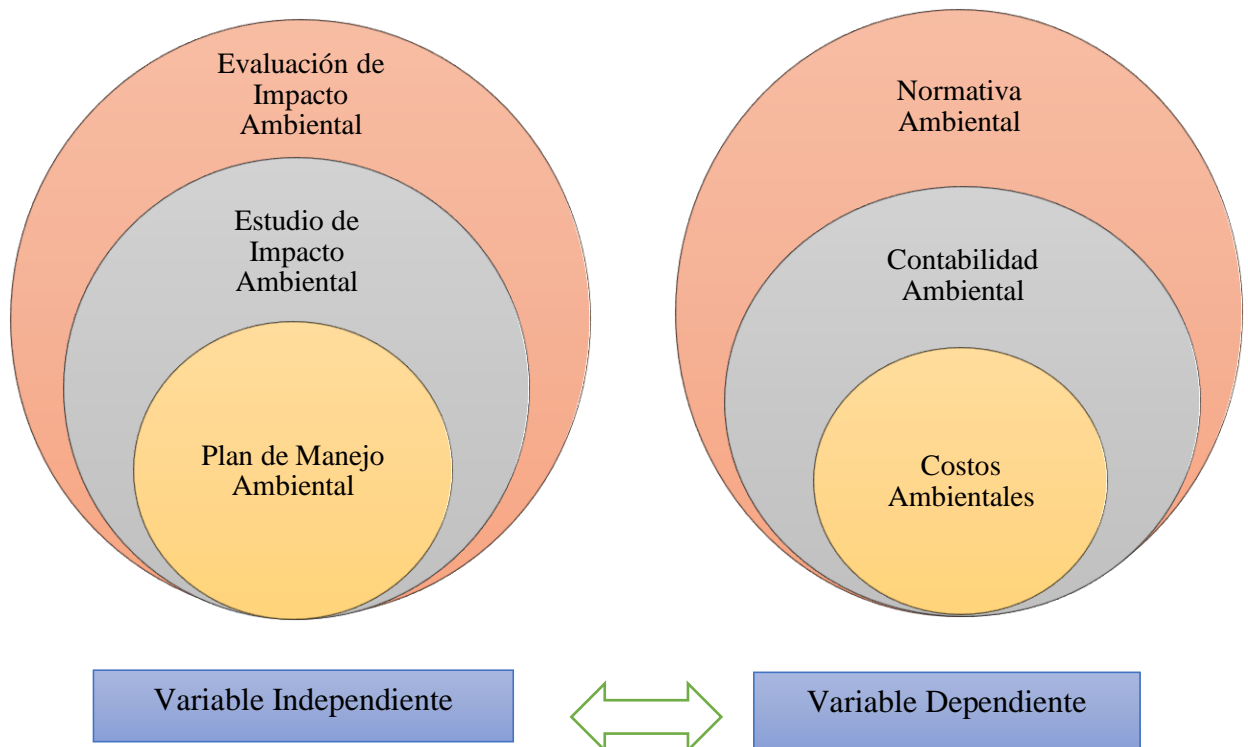 Evaluación de
Impacto
Ambiental
Estudio de
Impacto
Ambiental
Plan de Manejo
Ambiental
Variable Independiente
Normativa
Ambiental
Contabilidad
Ambiental
Costos
Ambientales
Variable Dependiente